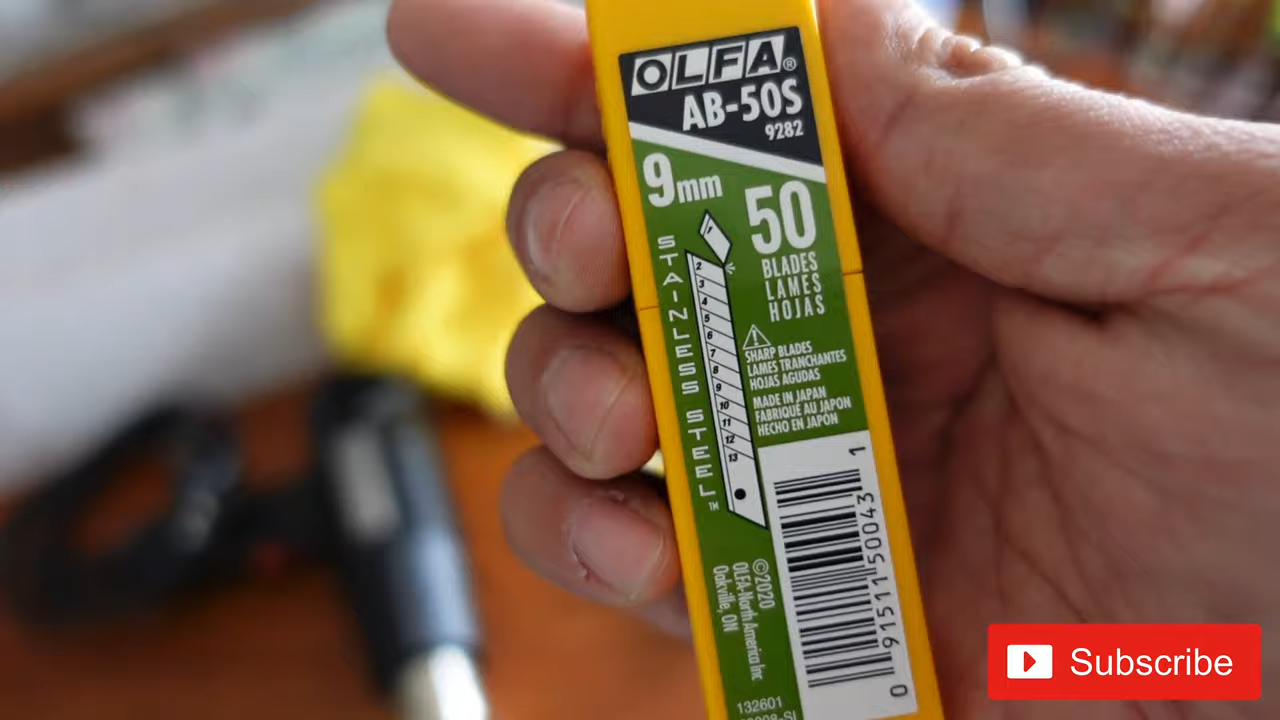 OLFA®
AB-50S
9282
9mm
50
BLADES
LAMES
HOJAS
STAINLESS STEEL™
1
2
3
4
5
6
7
8
9
10
11
12
13
SHARP BLADES
LAMES TRANCHANTES
HOJAS AGUDAS
MADE IN JAPAN
FABRIQUÉ AU JAPON
HECHO EN JAPÓN
0 91511 50043 1
©2020
OLFA-North America Inc
Oakville, ON
132601
Subscribe